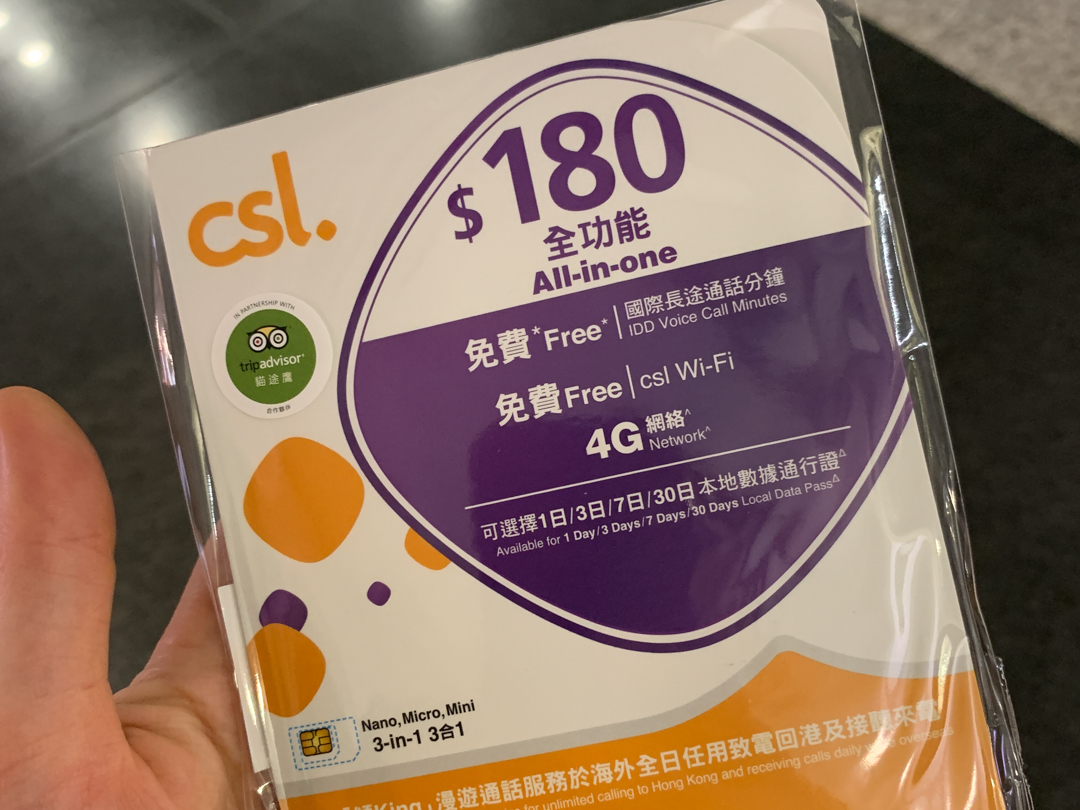 csl.
$180
全功能
All-in-one
IN PARTNERSHIP WITH
tripadvisor®
貓途鷹
合作夥伴
免費*Free* | 國際長途通話分鐘
IDD Voice Call Minutes
免費Free | csl Wi-Fi
4G 網絡^
Network^
可選擇1日/3日/7日/30日本地數據通行證△
Available for 1 Day/3 Days/7 Days/30 Days Local Data Pass△
Nano, Micro, Mini
3-in-1 3合1
King」漫遊通話服務於海外全日任用致電回港及接聽來電
for unlimited calling to Hong Kong and receiving calls daily overseas